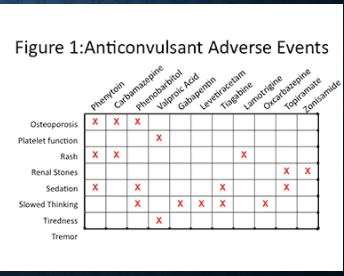 Figure 1:Anticonvulsant Adverse Events
Phenytoin
Carbamazepine
Phenobarbitol
Valproic Acid
Gabapentin
Levetiracetam
Tiagabine
Lamotrigine
Oxcarbazepine
Topiramate
Zonisamide
Osteoporosis X X X
Platelet function X
Rash X X X
Renal Stones X X
Sedation X X X X
Slowed Thinking X X X X X
Tiredness X
Tremor